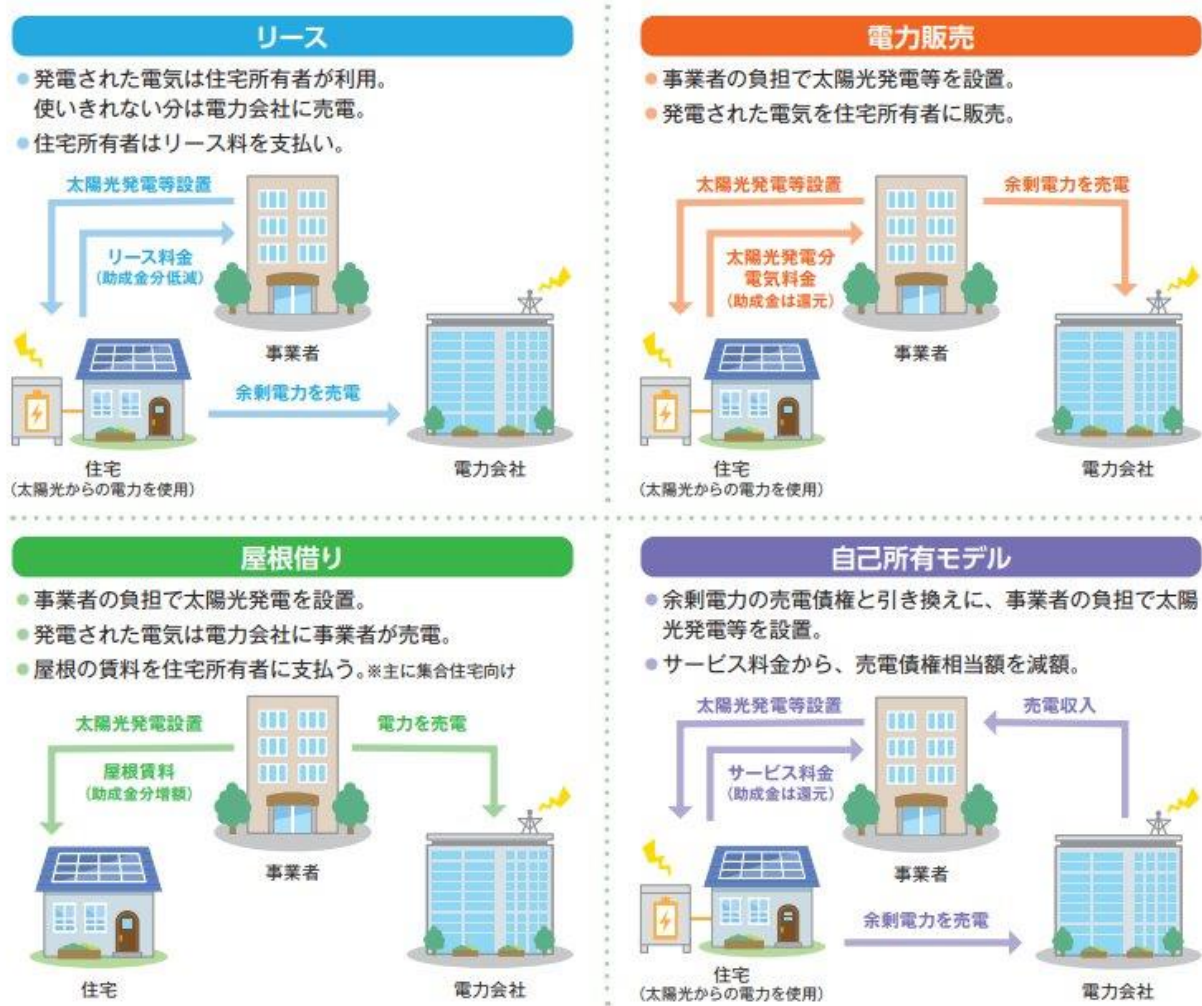 リース
● 発電された電気は住宅所有者が利用。
使いきれない分は電力会社に売電。
● 住宅所有者はリース料を支払い。
太陽光発電等設置
リース料金
(助成金分低減)
事業者
余剰電力を売電
住宅
(太陽光からの電力を使用)
電力会社
電力販売
● 事業者の負担で太陽光発電等を設置。
● 発電された電気を住宅所有者に販売。
太陽光発電等設置
余剰電力を売電
太陽光発電分
電気料金
(助成金は還元)
事業者
住宅
(太陽光からの電力を使用)
電力会社
屋根借り
● 事業者の負担で太陽光発電を設置。
● 発電された電気は電力会社に事業者が売電。
● 屋根の賃料を住宅所有者に支払う。※主に集合住宅向け
太陽光発電設置
電力を売電
屋根賃料
(助成金分増額)
事業者
住宅
電力会社
自己所有モデル
● 余剰電力の売電債権と引き換えに、事業者の負担で太陽
光発電等を設置。
● サービス料金から、売電債権相当額を減額。
太陽光発電等設置
売電収入
サービス料金
(助成金は還元)
事業者
余剰電力を売電
住宅
(太陽光からの電力を使用)
電力会社